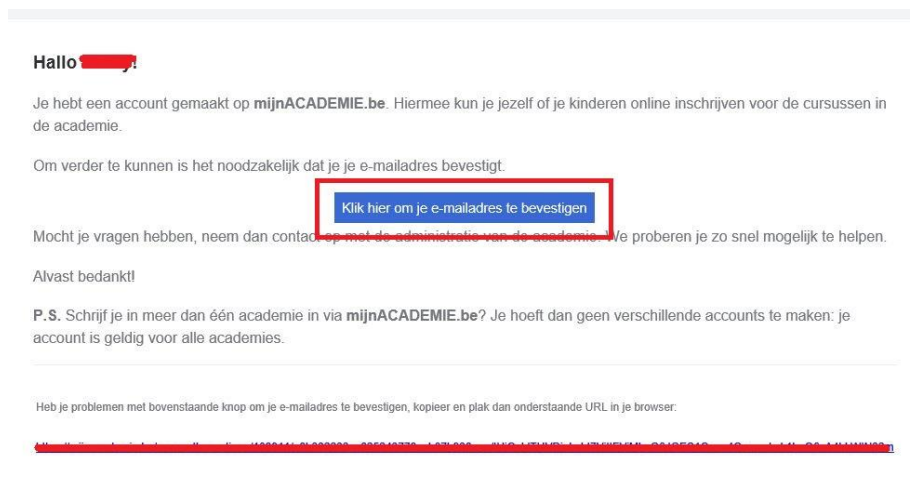 Hallo
Je hebt een account gemaakt op mijnACADEMIE.be. Hiermee kun je jezelf of je kinderen online inschrijven voor de cursussen in
de academie.
Om verder te kunnen is het noodzakelijk dat je je e-mailadres bevestigt.
Klik hier om je e-mailadres te bevestigen
Mocht je vragen hebben, neem dan contact op met de administratie van de academie. We proberen je zo snel mogelijk te helpen.
Alvast bedankt!
P.S. Schrijf je in meer dan één academie in via mijnACADEMIE.be? Je hoeft dan geen verschillende accounts te maken: je
account is geldig voor alle academies.
Heb je problemen met bovenstaande knop om je e-mailadres te bevestigen, kopieer en plak dan onderstaande URL in je browser: